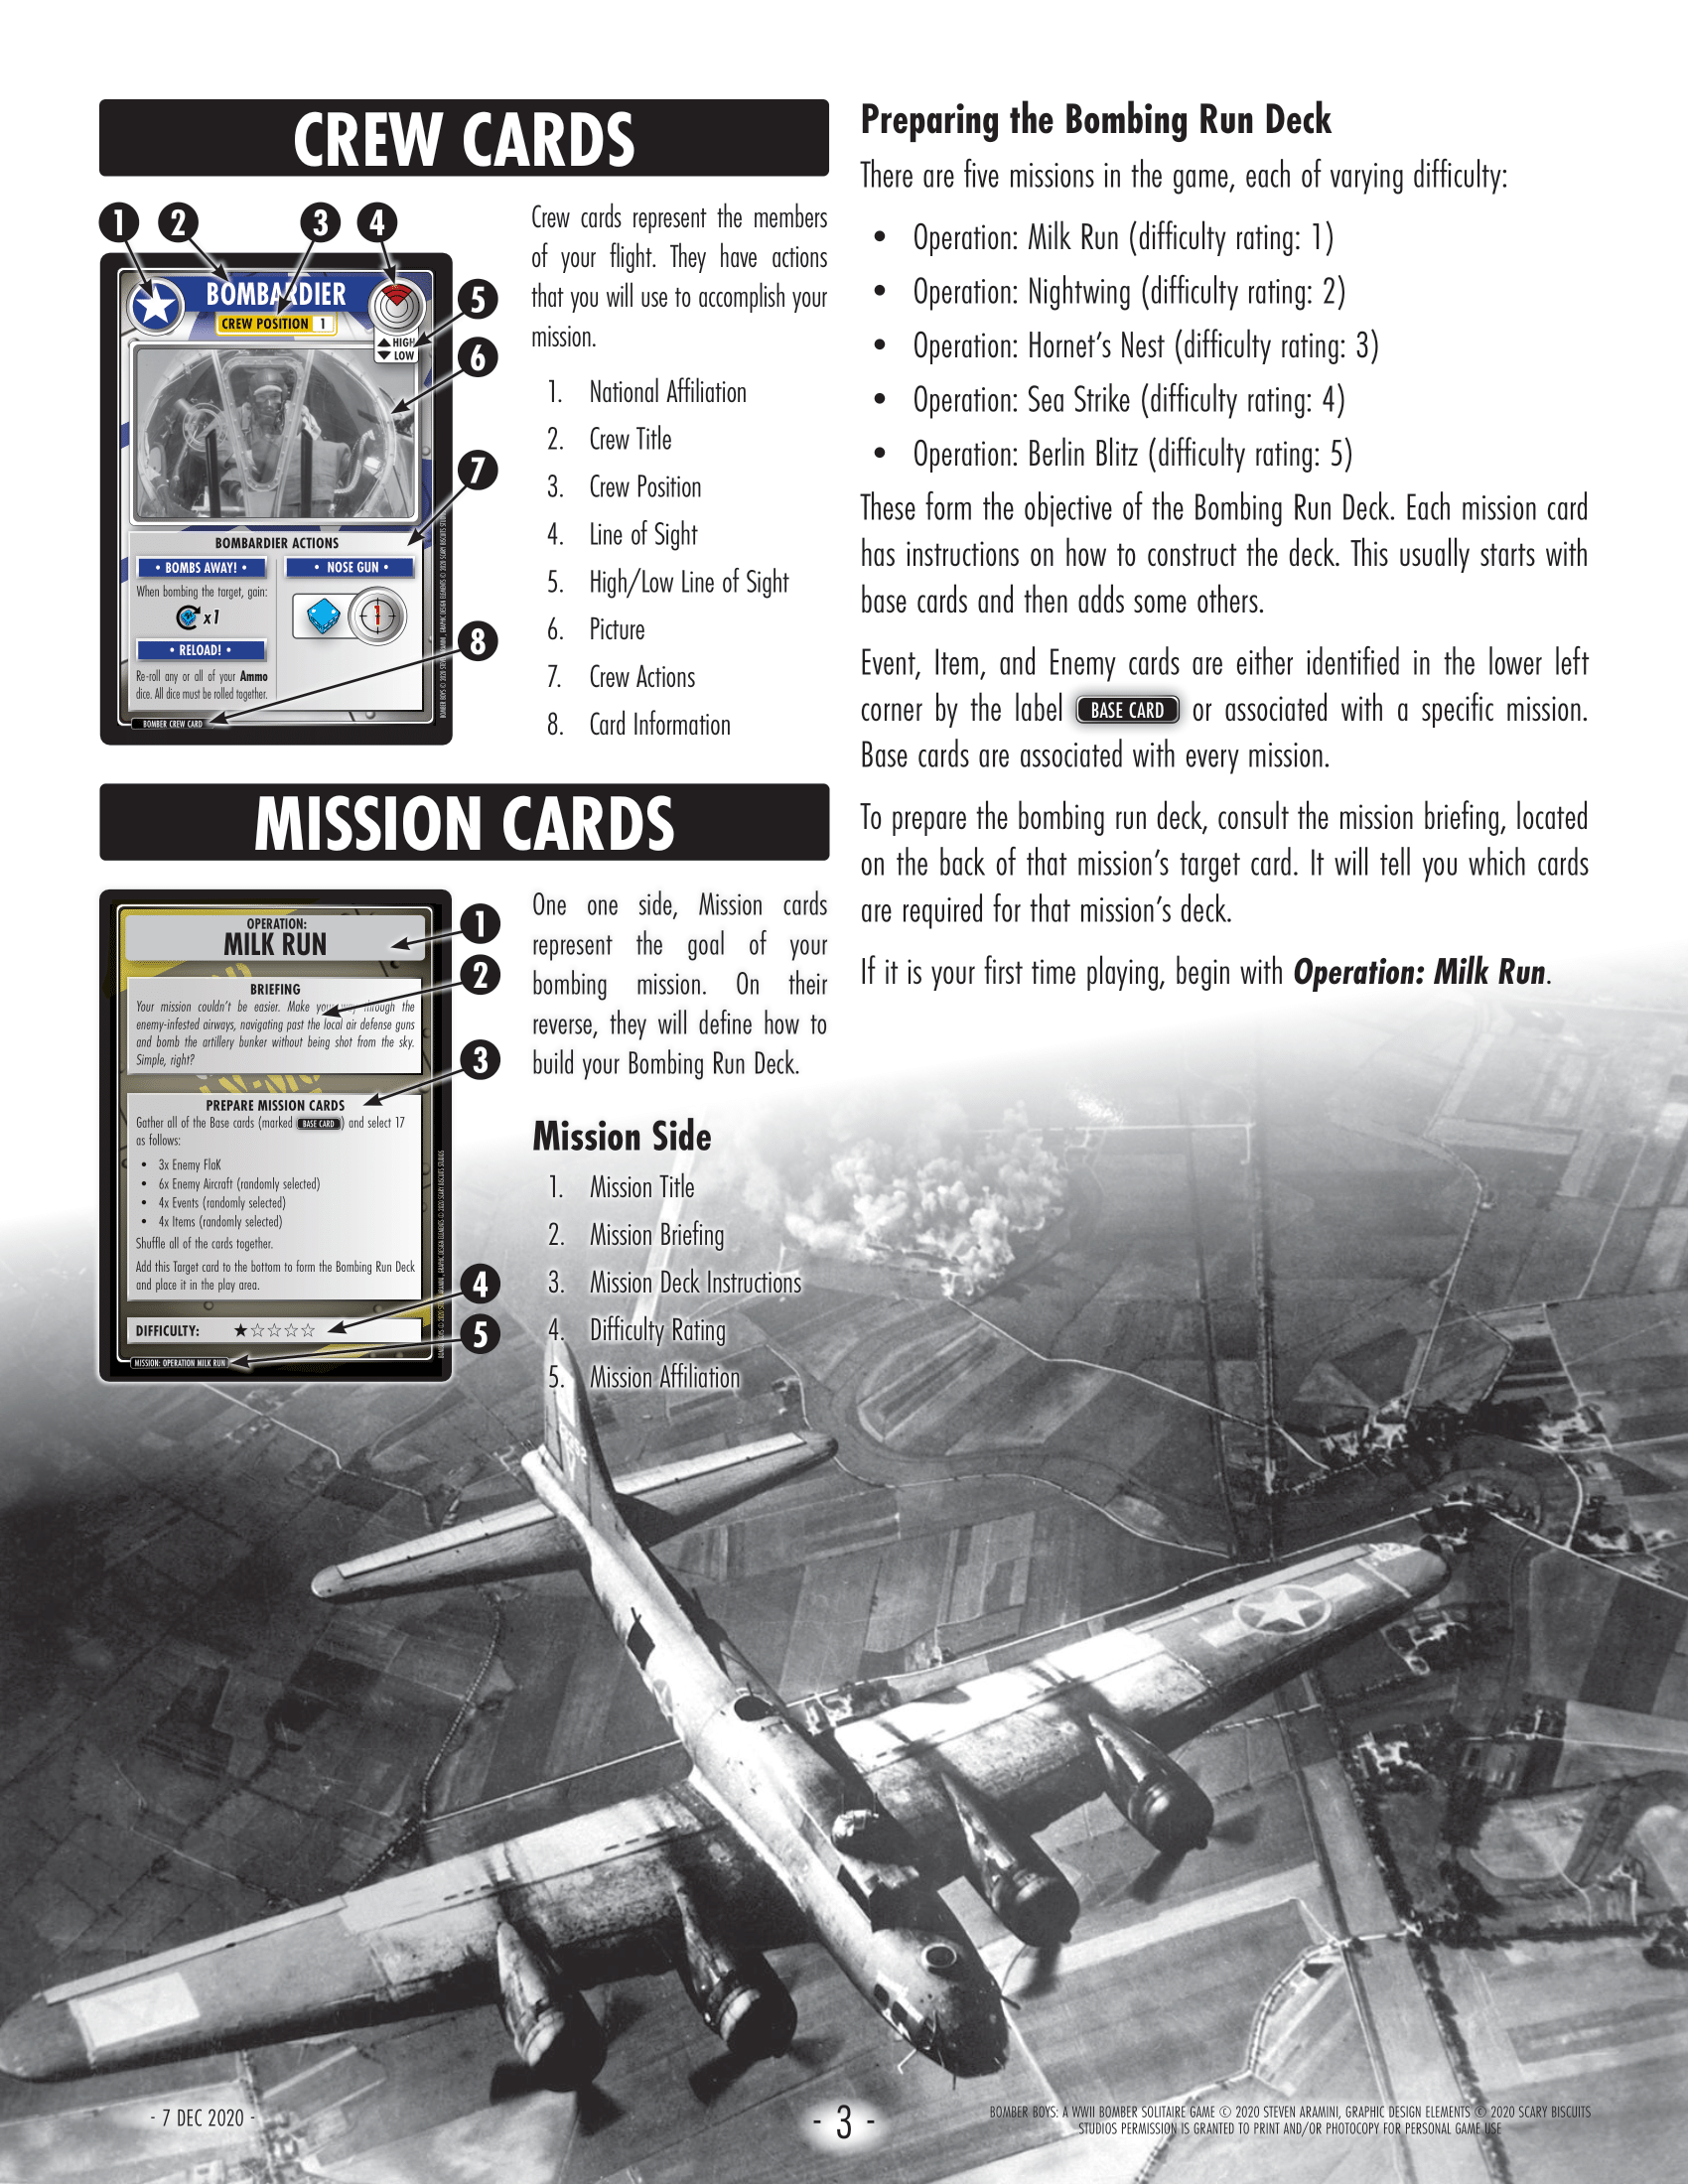 CREW CARDS
1 2 3 4
5
6
7
8
BOMBARDIER
CREW POSITION 1
HIGH
LOW
BOMBARDIER ACTIONS
• BOMBS AWAY! •
When bombing the target, gain:
x1
• RELOAD! •
Re-roll any or all of your Ammo
dice. All dice must be rolled together.
• NOSE GUN •
1
BOMBER CREW CARD
Crew cards represent the members
of your flight. They have actions
that you will use to accomplish your
mission.
1. National Affiliation
2. Crew Title
3. Crew Position
4. Line of Sight
5. High/Low Line of Sight
6. Picture
7. Crew Actions
8. Card Information
MISSION CARDS
OPERATION:
MILK RUN
BRIEFING
Your mission couldn't be easier. Make your way through the
enemy-infested airways, navigating past the local air defense guns
and bomb the artillery bunker without being shot from the sky.
Simple, right?
PREPARE MISSION CARDS
Gather all of the Base cards (marked BASE CARD) and select 17
as follows:
• 3x Enemy FlaK
• 6x Enemy Aircraft (randomly selected)
• 4x Events (randomly selected)
• 4x Items (randomly selected)
Shuffle all of the cards together.
Add this Target card to the bottom to form the Bombing Run Deck
and place it in the play area.
DIFFICULTY: ★☆☆☆☆
MISSION: OPERATION MILK RUN
1
2
3
4
5
One one side, Mission cards
represent the goal of your
bombing mission. On their
reverse, they will define how to
build your Bombing Run Deck.
Mission Side
1. Mission Title
2. Mission Briefing
3. Mission Deck Instructions
4. Difficulty Rating
5. Mission Affiliation
Preparing the Bombing Run Deck
There are five missions in the game, each of varying difficulty:
• Operation: Milk Run (difficulty rating: 1)
• Operation: Nightwing (difficulty rating: 2)
• Operation: Hornet's Nest (difficulty rating: 3)
• Operation: Sea Strike (difficulty rating: 4)
• Operation: Berlin Blitz (difficulty rating: 5)
These form the objective of the Bombing Run Deck. Each mission card
has instructions on how to construct the deck. This usually starts with
base cards and then adds some others.
Event, Item, and Enemy cards are either identified in the lower left
corner by the label BASE CARD or associated with a specific mission.
Base cards are associated with every mission.
To prepare the bombing run deck, consult the mission briefing, located
on the back of that mission's target card. It will tell you which cards
are required for that mission's deck.
If it is your first time playing, begin with Operation: Milk Run.
- 7 DEC 2020 -
- 3 -
BOMBER BOYS: A WWII BOMBER SOLITAIRE GAME © 2020 STEVEN ARAMINI, GRAPHIC DESIGN ELEMENTS © 2020 SCARY BISCUITS
STUDIOS PERMISSION IS GRANTED TO PRINT AND/OR PHOTOCOPY FOR PERSONAL GAME USE